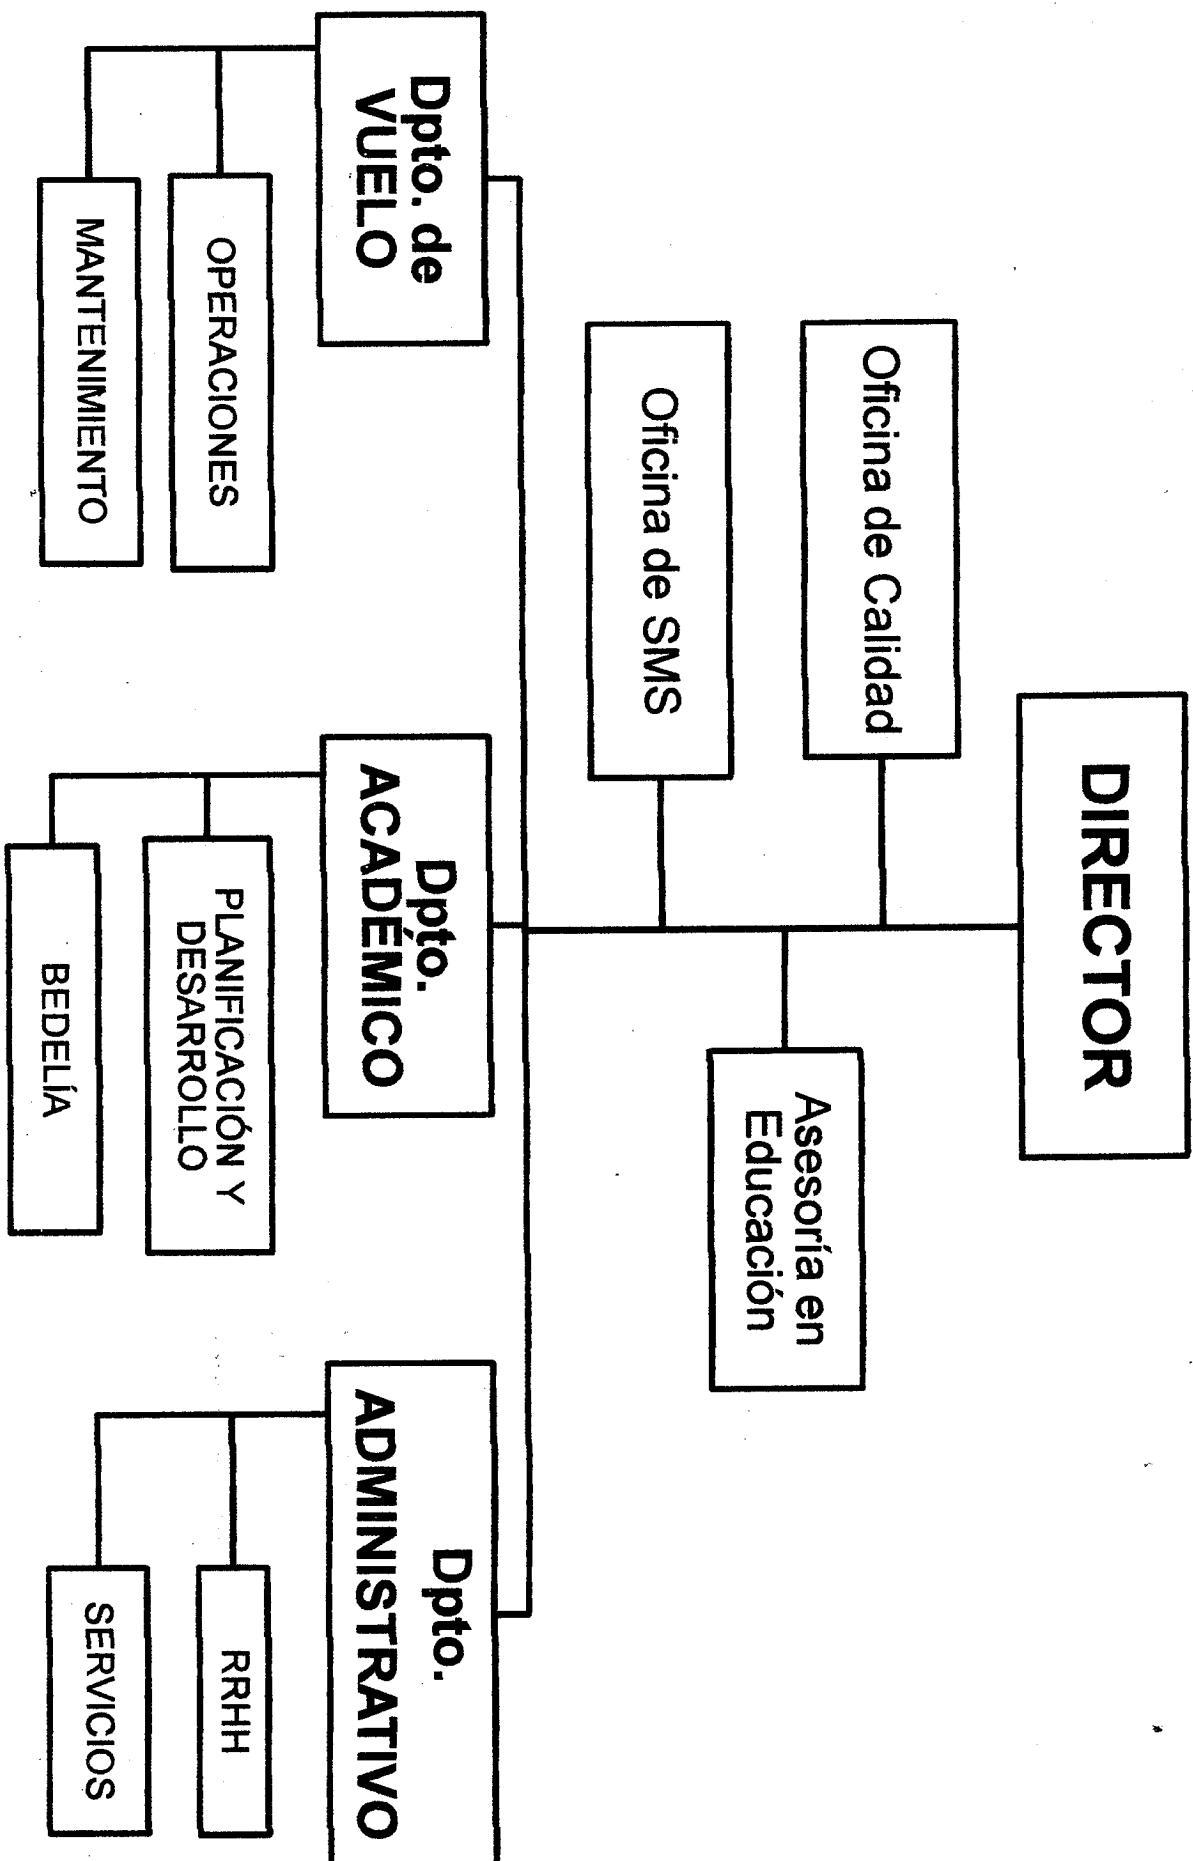 DIRECTOR
Oficina de Calidad
Asesoría en
Educación
Oficina de SMS
Dpto. de
VUELO
OPERACIONES
MANTENIMIENTO
Dpto.
ACADÉMICO
PLANIFICACIÓN Y
DESARROLLO
BEDELÍA
Dpto.
ADMINISTRATIVO
RRHH
SERVICIOS